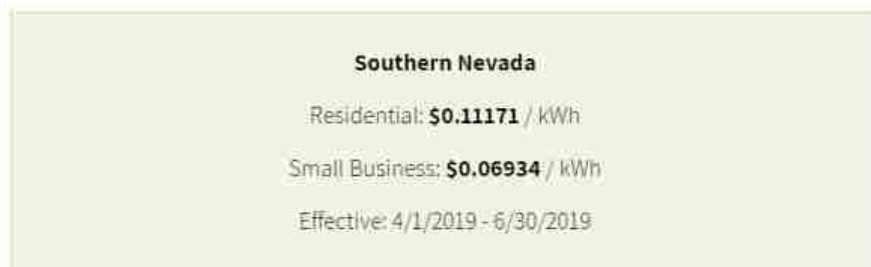 Southern Nevada
Residential: $0.11171 / kWh
Small Business: $0.06934 / kWh
Effective: 4/1/2019 - 6/30/2019